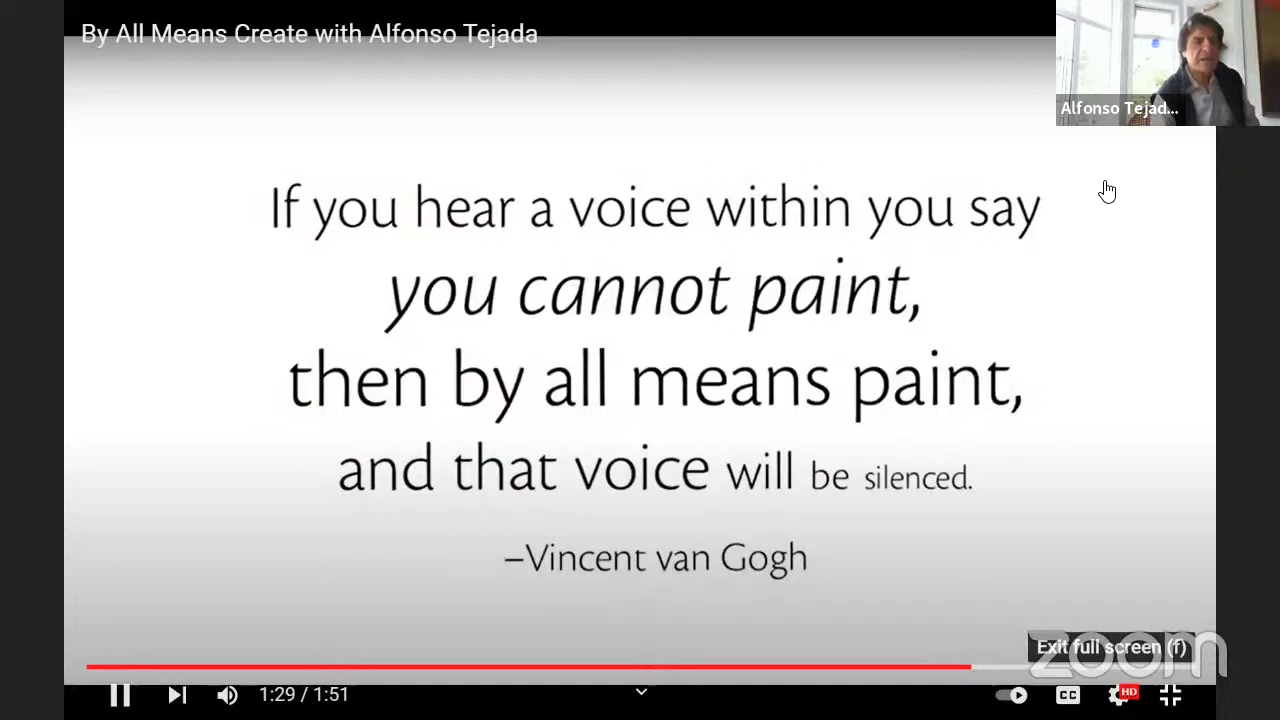 By All Means Create with Alfonso Tejada
Alfonso Tejad...
If you hear a voice within you say
you cannot paint,
then by all means paint,
and that voice will be silenced.
–Vincent van Gogh
Exit full screen (f)
zoom
1:29 / 1:51
CC
HD